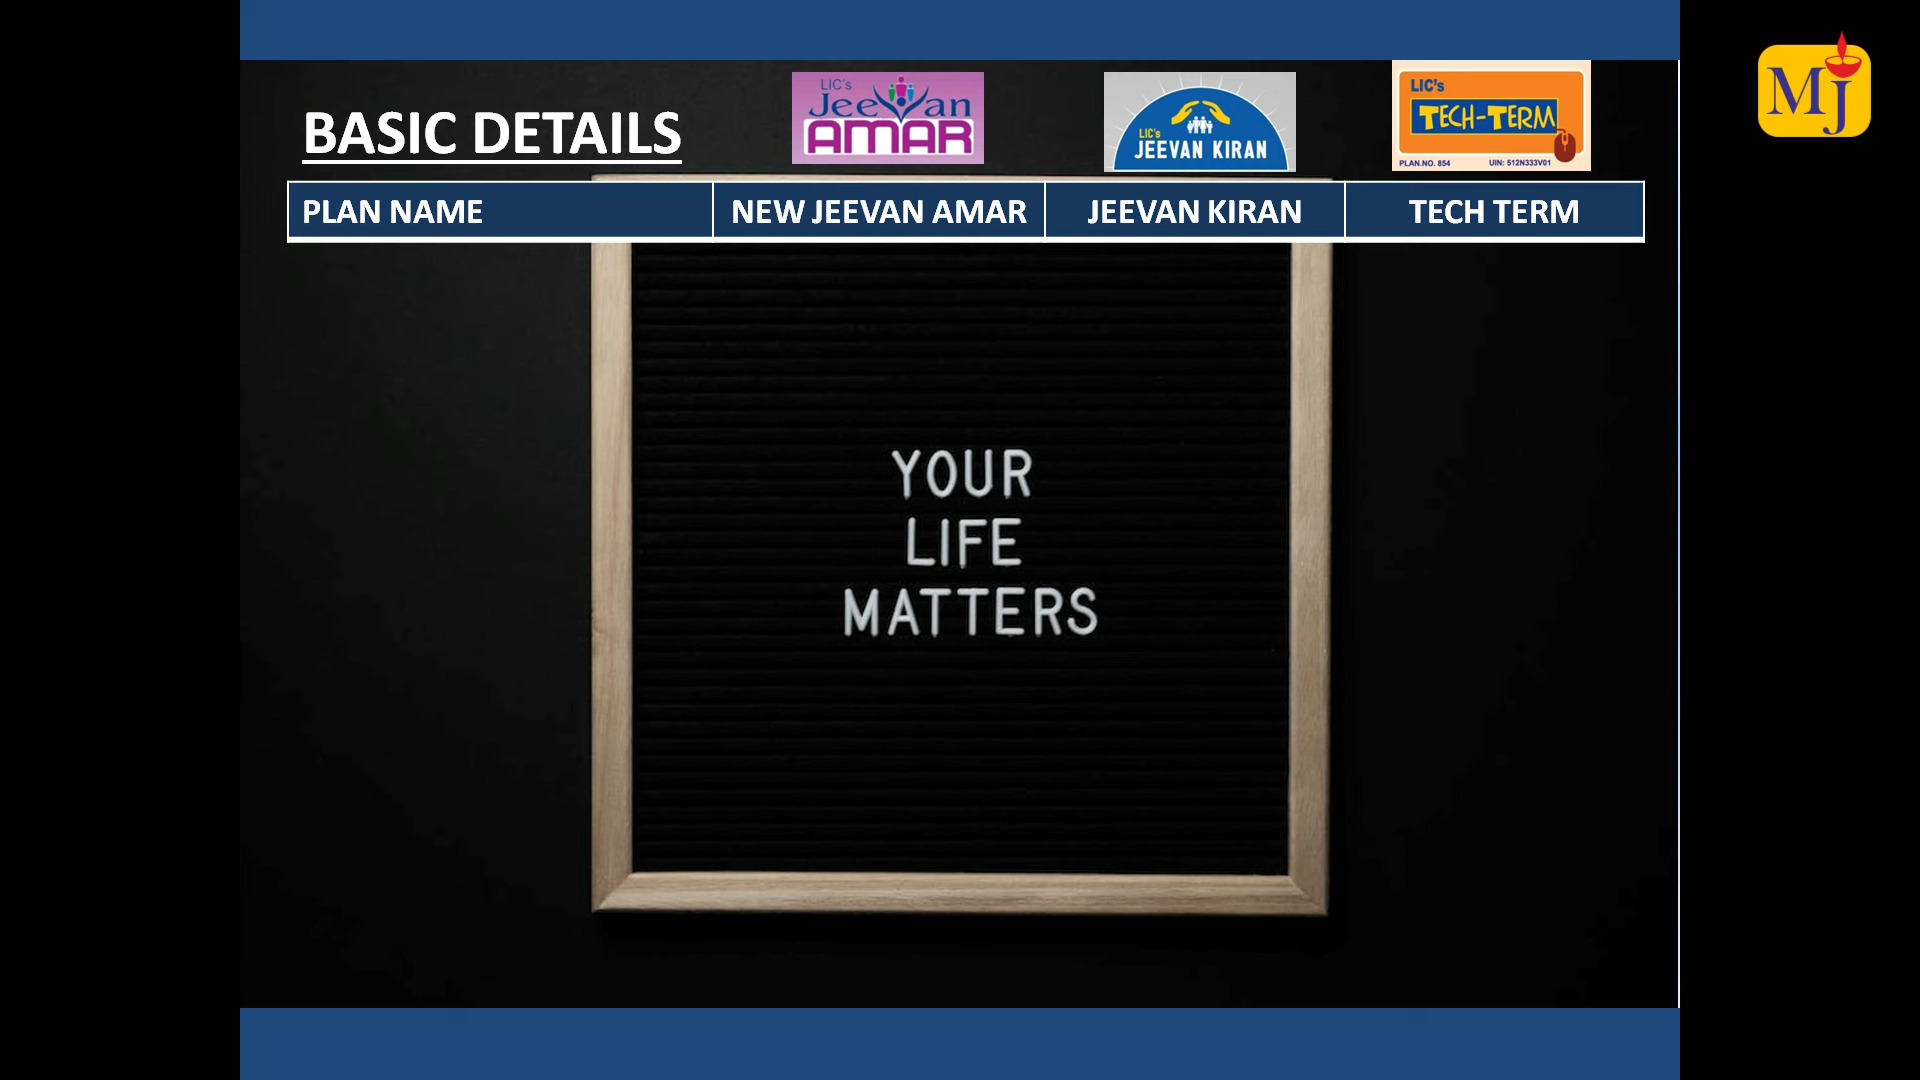 BASIC DETAILS
LIC's
Jeevan
AMAR
LIC's
JEEVAN KIRAN
LIC's
TECH-TERM
PLAN.NO. 854 UIN: 512N333V01
MJ
PLAN NAME NEW JEEVAN AMAR JEEVAN KIRAN TECH TERM
YOUR
LIFE
MATTERS